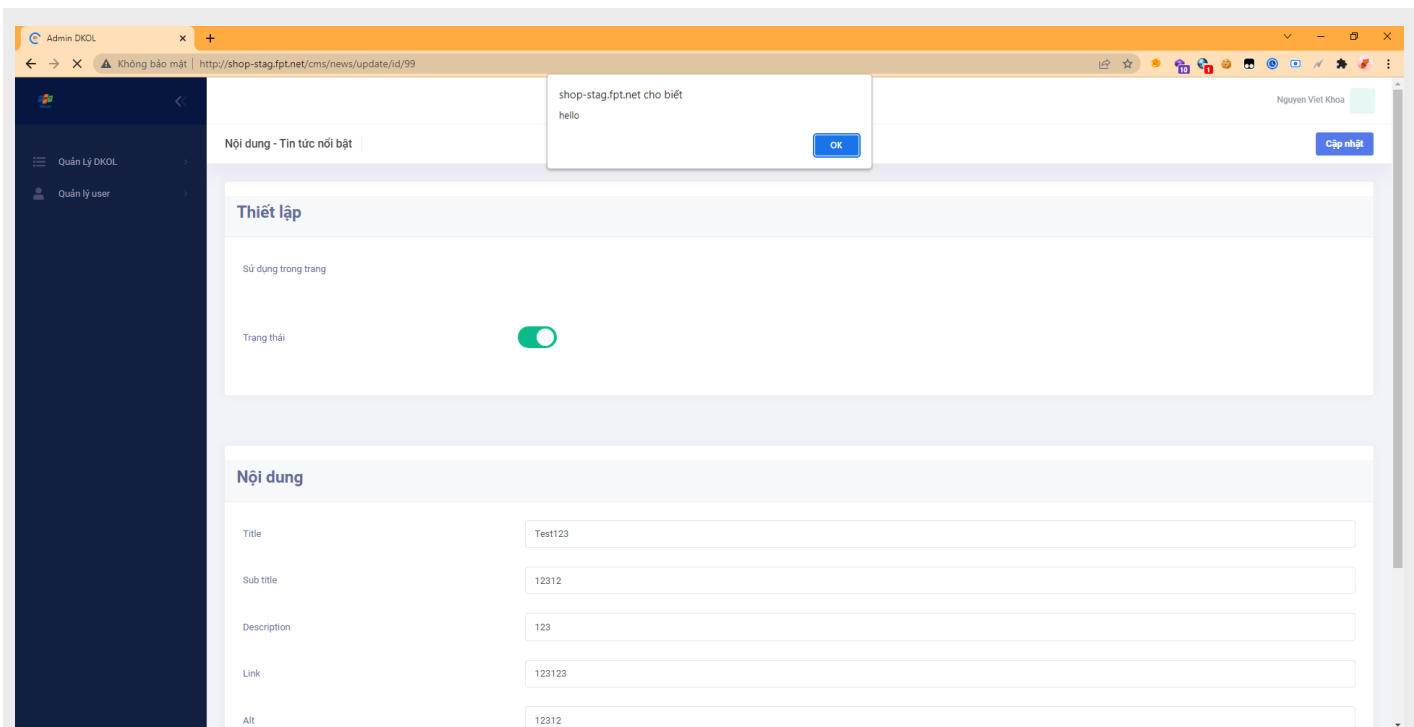 Admin DKOL
Không bảo mật | http://shop-stag.fpt.net/cms/news/update/id/99
10
1
shop-stag.fpt.net cho biết
hello
OK
Nguyen Viet Khoa
Nội dung - Tin tức nổi bật
Cập nhật
Quản Lý DKOL
Quản lý user
Thiết lập
Sử dụng trong trang
Trạng thái
Nội dung
Title
Test123
Sub title
12312
Description
123
Link
123123
Alt
12312